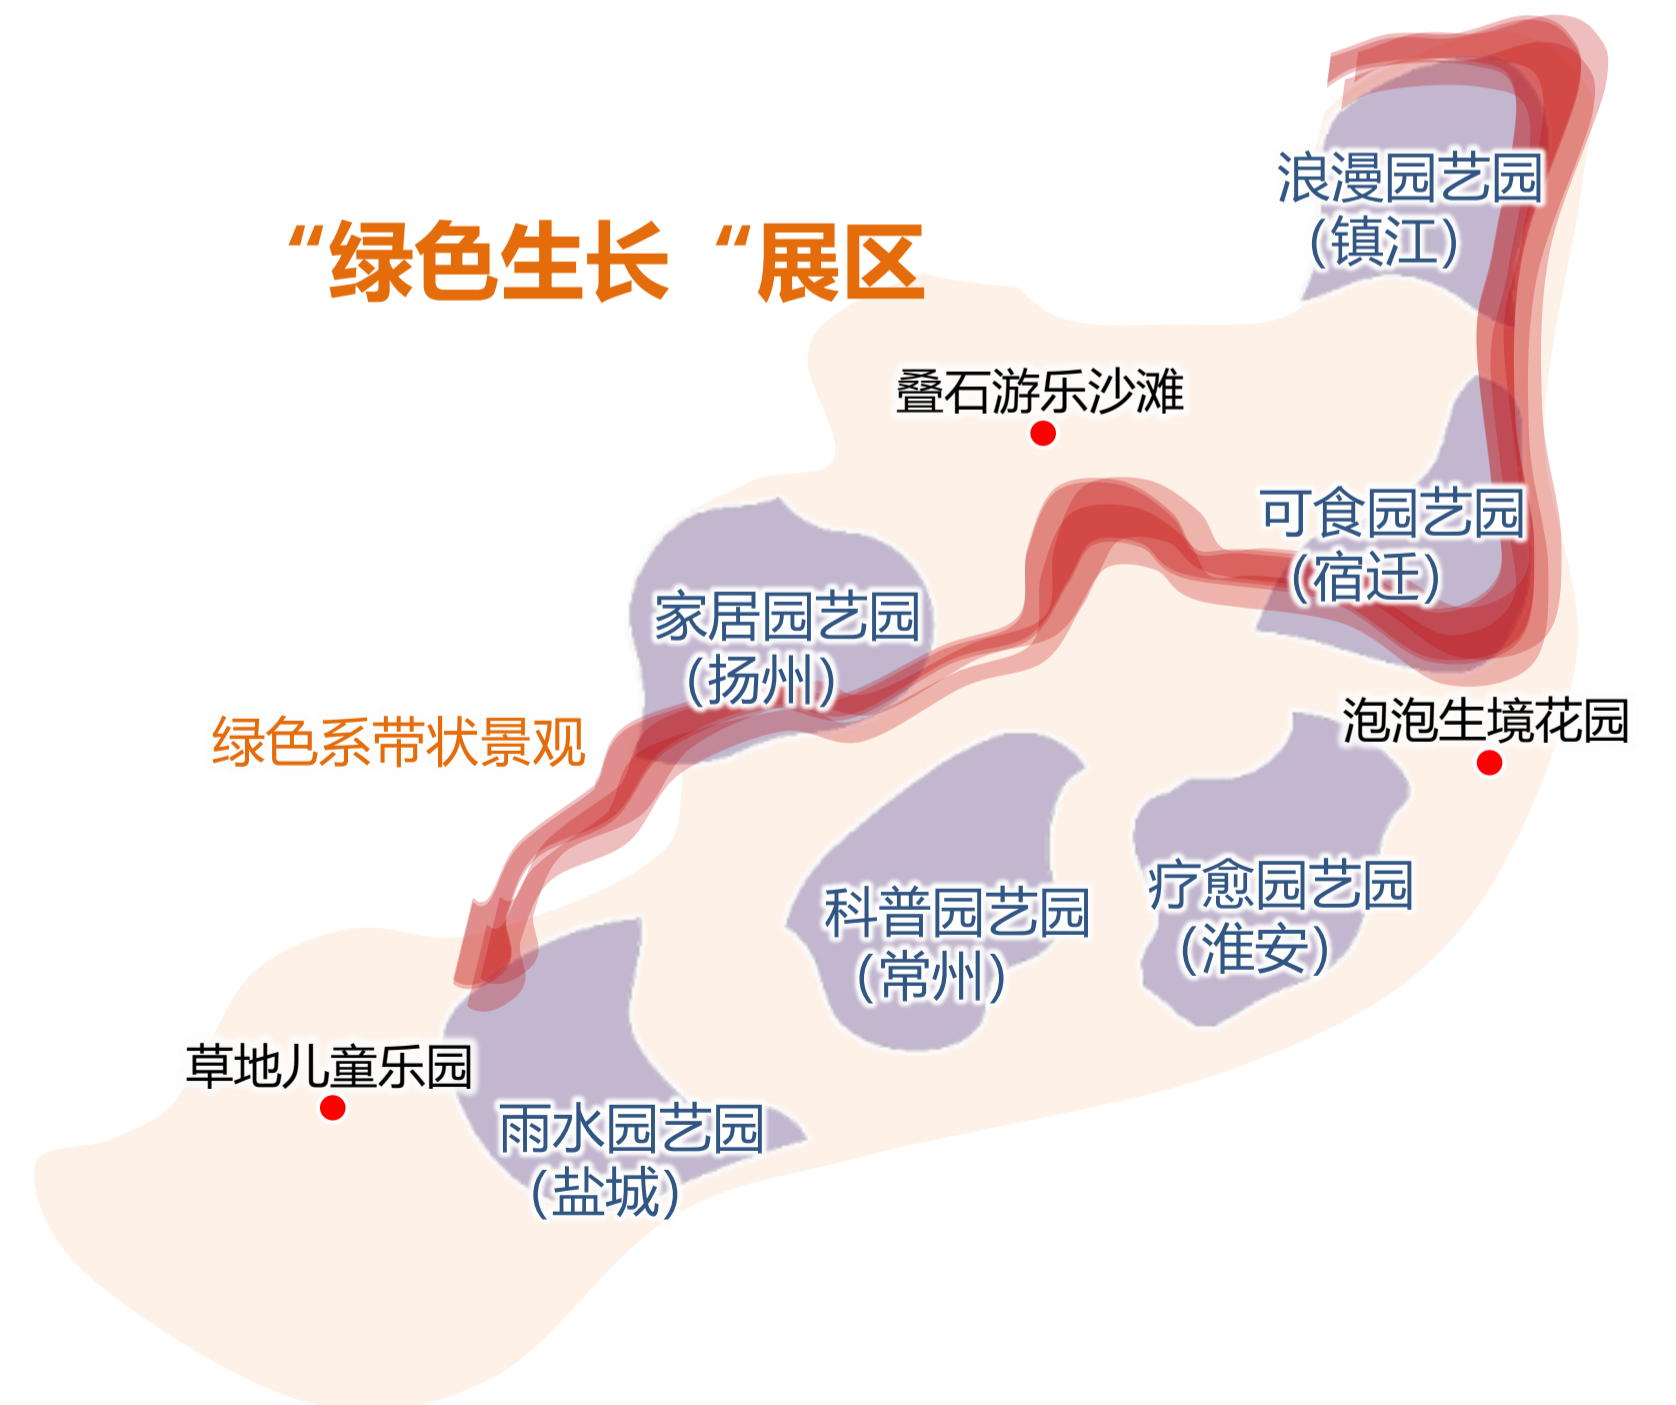 “绿色生长“展区
浪漫园艺园
（镇江）
叠石游乐沙滩
可食园艺园
（宿迁）
家居园艺园
（扬州）
绿色系带状景观
泡泡生境花园
科普园艺园
（常州）
疗愈园艺园
（淮安）
草地儿童乐园
雨水园艺园
（盐城）